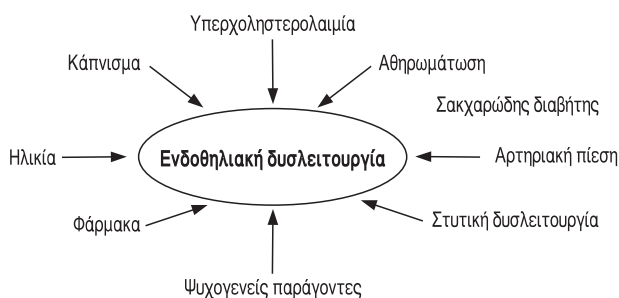 Υπερχοληστερολαιμία
Κάπνισμα
Αθηρωμάτωση
Σακχαρώδης διαβήτης
Ηλικία
Ενδοθηλιακή δυσλειτουργία
Αρτηριακή πίεση
Φάρμακα
Στυτική δυσλειτουργία
Ψυχογενείς παράγοντες